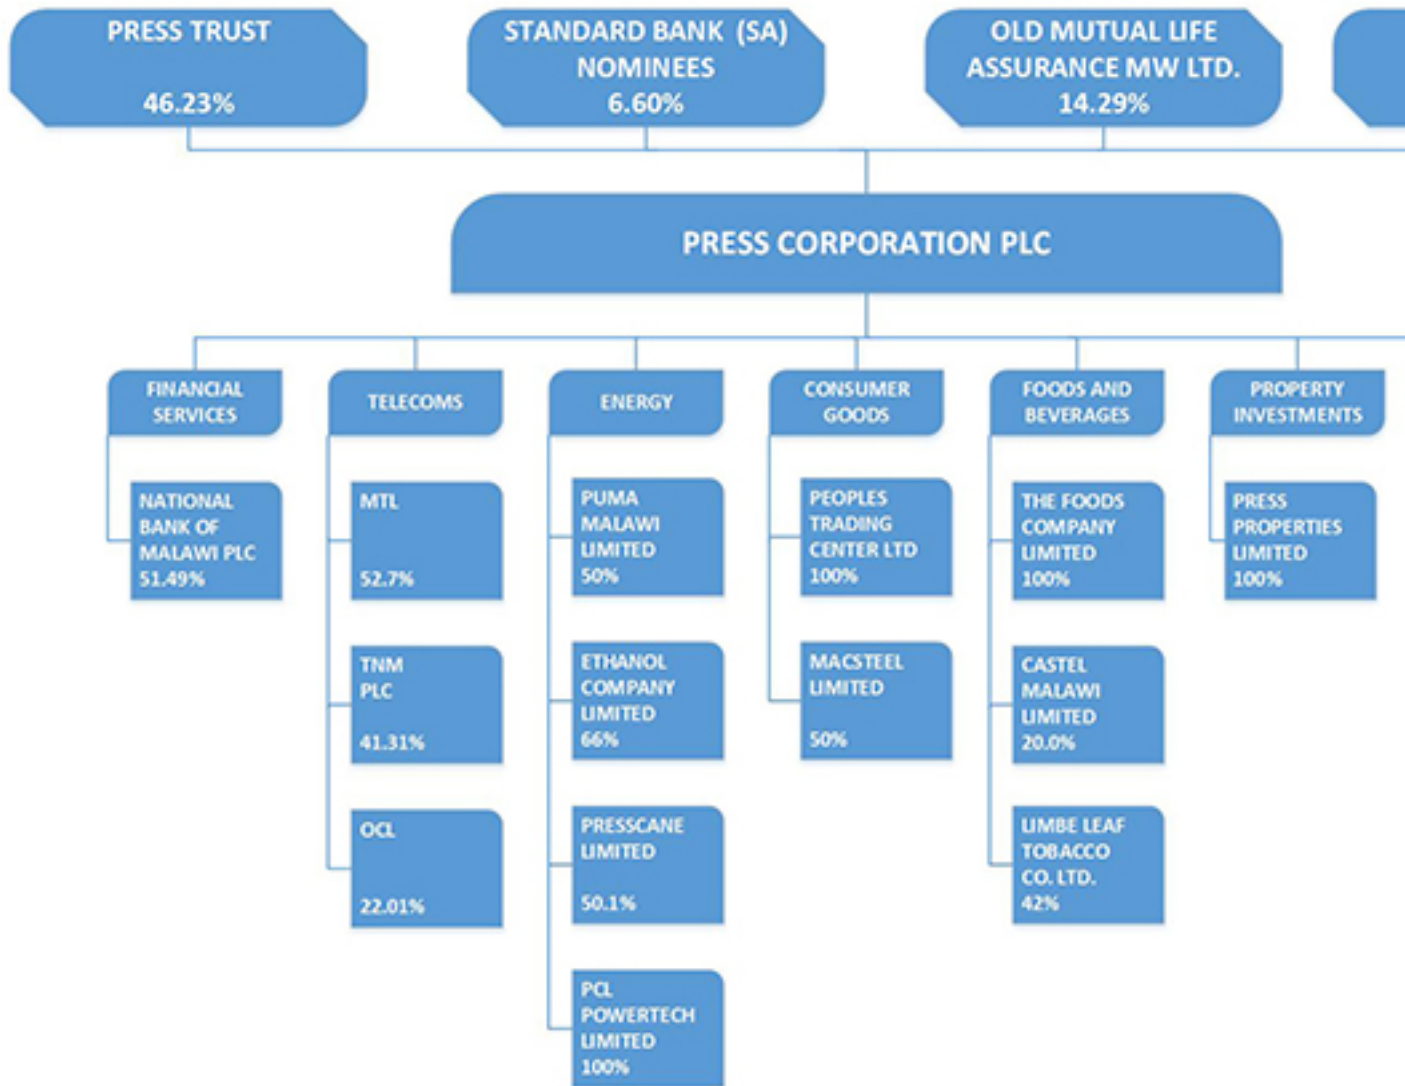 PRESS TRUST
46.23%
STANDARD BANK (SA)
NOMINEES
6.60%
OLD MUTUAL LIFE
ASSURANCE MW LTD.
14.29%
PRESS CORPORATION PLC
FINANCIAL
SERVICES
TELECOMS
ENERGY
CONSUMER
GOODS
FOODS AND
BEVERAGES
PROPERTY
INVESTMENTS
NATIONAL
BANK OF
MALAWI PLC
51.49%
MTL
52.7%
TNM
PLC
41.31%
OCL
22.01%
PUMA
MALAWI
LIMITED
50%
ETHANOL
COMPANY
LIMITED
66%
PRESSCANE
LIMITED
50.1%
PCL
POWERTECH
LIMITED
100%
PEOPLES
TRADING
CENTER LTD
100%
MACSTEEL
LIMITED
50%
THE FOODS
COMPANY
LIMITED
100%
CASTEL
MALAWI
LIMITED
20.0%
LIMBE LEAF
TOBACCO
CO. LTD.
42%
PRESS
PROPERTIES
LIMITED
100%